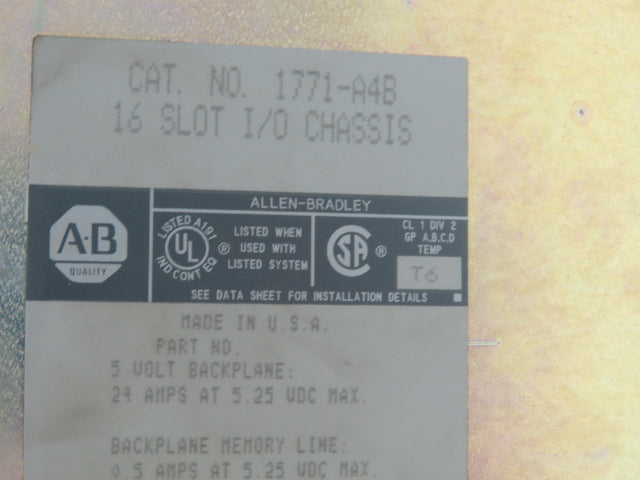 CAT. NO. 1771-A4B
16 SLOT I/O CHASSIS
ALLEN-BRADLEY
A·B
QUALITY
LISTED A191
UL
IND CONT EQ
®
LISTED WHEN
USED WITH
LISTED SYSTEM
SA
®
CL 1 DIV 2
GP A,B,C,D
TEMP
T6
SEE DATA SHEET FOR INSTALLATION DETAILS
MADE IN U.S.A.
PART NO.
5 VOLT BACKPLANE:
24 AMPS AT 5.25 VDC MAX.
BACKPLANE MEMORY LINE:
0.5 AMPS AT 5.25 VDC MAX.